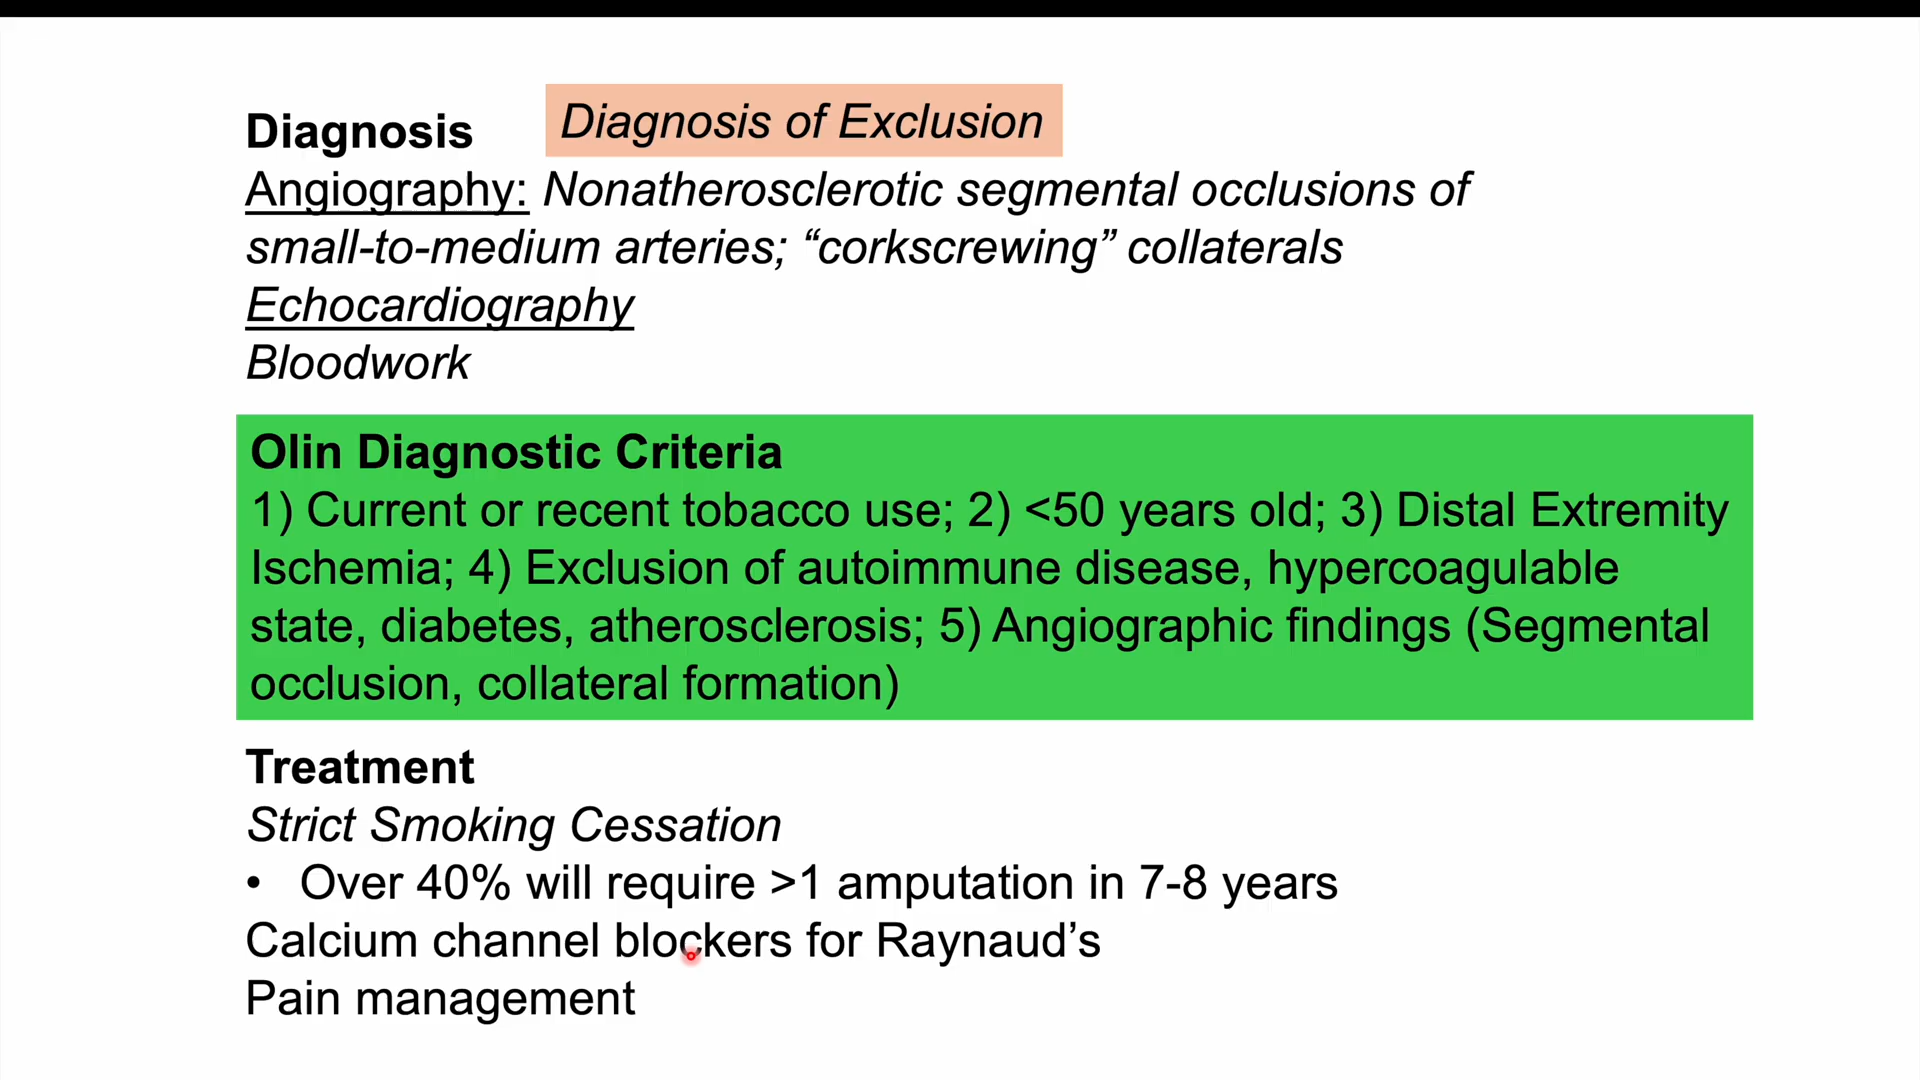 Diagnosis
Diagnosis of Exclusion
Angiography: Nonatherosclerotic segmental occlusions of
small-to-medium arteries; “corkscrewing” collaterals
Echocardiography
Bloodwork
Olin Diagnostic Criteria
1) Current or recent tobacco use; 2) <50 years old; 3) Distal Extremity
Ischemia; 4) Exclusion of autoimmune disease, hypercoagulable
state, diabetes, atherosclerosis; 5) Angiographic findings (Segmental
occlusion, collateral formation)
Treatment
Strict Smoking Cessation
• Over 40% will require >1 amputation in 7-8 years
Calcium channel blockers for Raynaud’s
Pain management